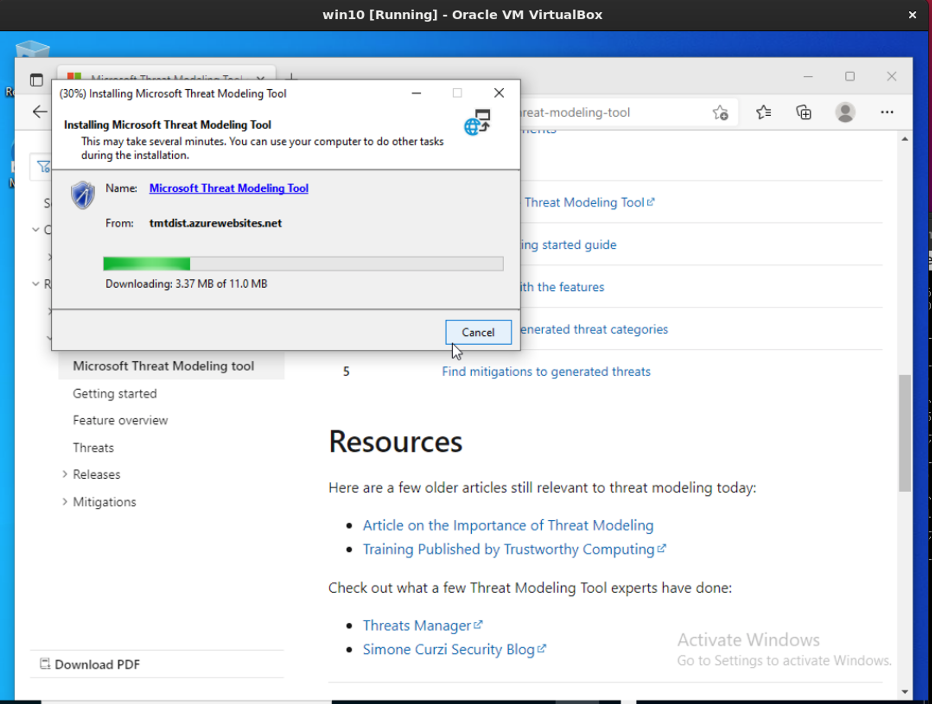 win10 [Running] - Oracle VM VirtualBox
(30%) Installing Microsoft Threat Modeling Tool
reat-modeling-tool
Installing Microsoft Threat Modeling Tool
This may take several minutes. You can use your computer to do other tasks
during the installation.
Name: Microsoft Threat Modeling Tool
From: tmtdist.azurewebsites.net
Downloading: 3.37 MB of 11.0 MB
Cancel
Threat Modeling Tool
ing started guide
th the features
enerated threat categories
5 Find mitigations to generated threats
Microsoft Threat Modeling tool
Getting started
Feature overview
Threats
Releases
Mitigations
Download PDF
Resources
Here are a few older articles still relevant to threat modeling today:
Article on the Importance of Threat Modeling
Training Published by Trustworthy Computing
Check out what a few Threat Modeling Tool experts have done:
Threats Manager
Simone Curzi Security Blog
Activate Windows
Go to Settings to activate Windows.